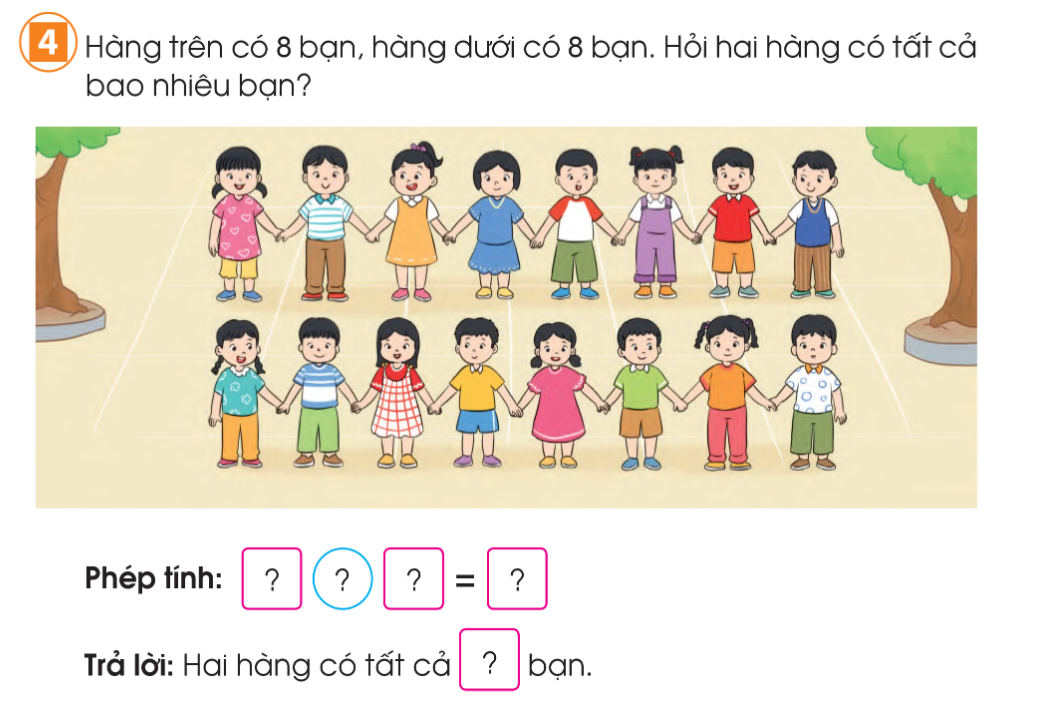 4 Hàng trên có 8 bạn, hàng dưới có 8 bạn. Hỏi hai hàng có tất cả
bao nhiêu bạn?
Phép tính: ? ? ? = ?
Trả lời: Hai hàng có tất cả ? bạn.